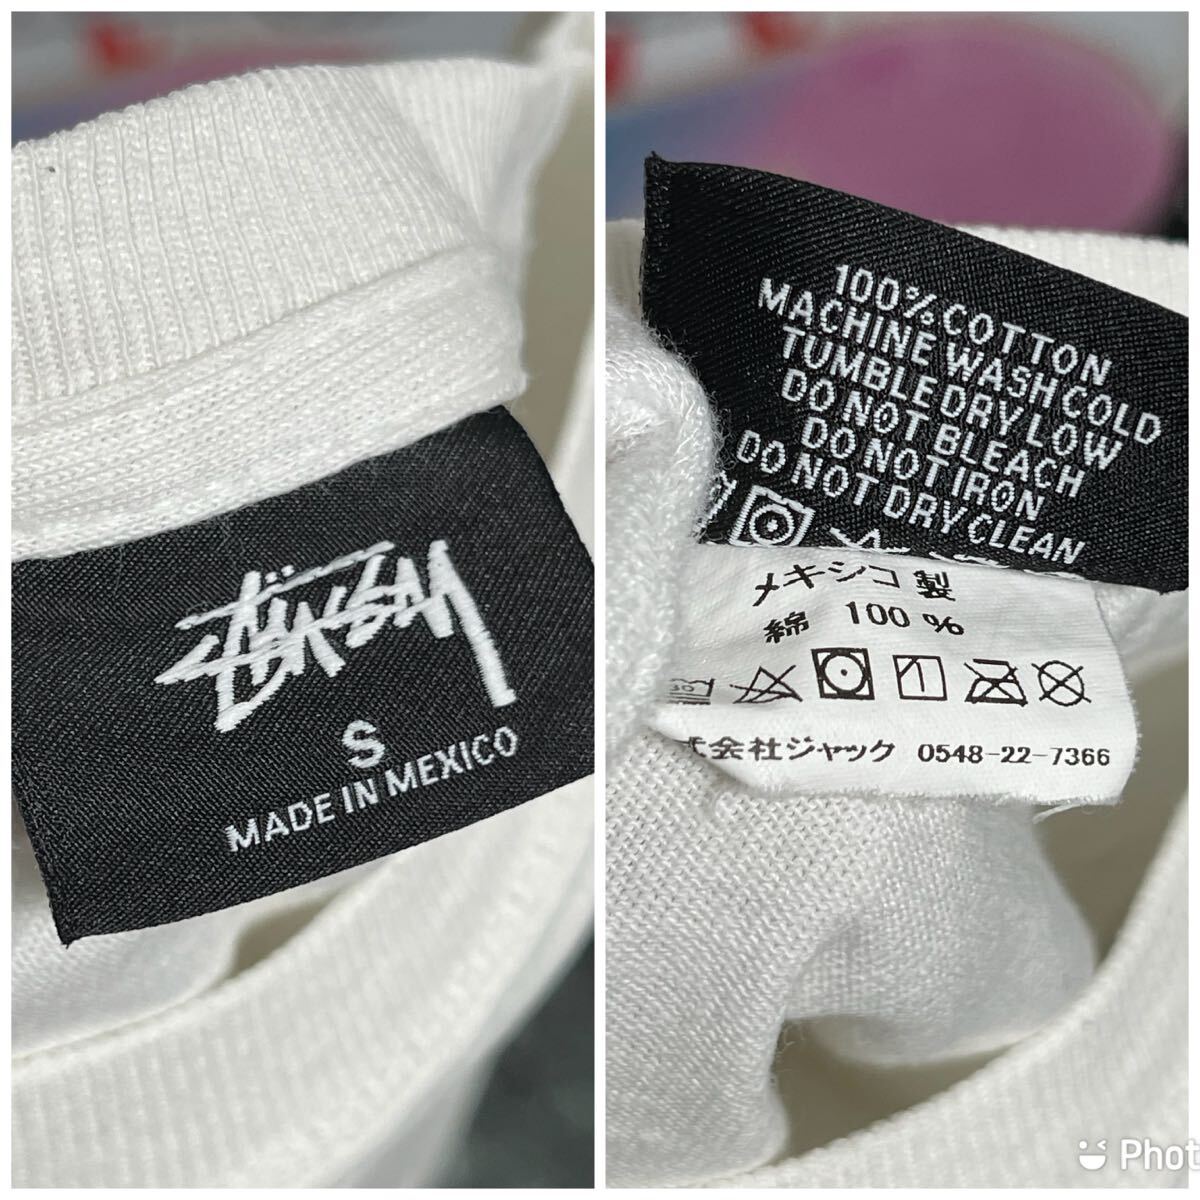 STÜSSY
S
MADE IN MEXICO
100% COTTON
MACHINE WASH COLD
TUMBLE DRY LOW
DO NOT BLEACH
DO NOT IRON
DO NOT DRY CLEAN
メキシコ製
綿 100%
30
式会社ジャック 0548-22-7366
Phot